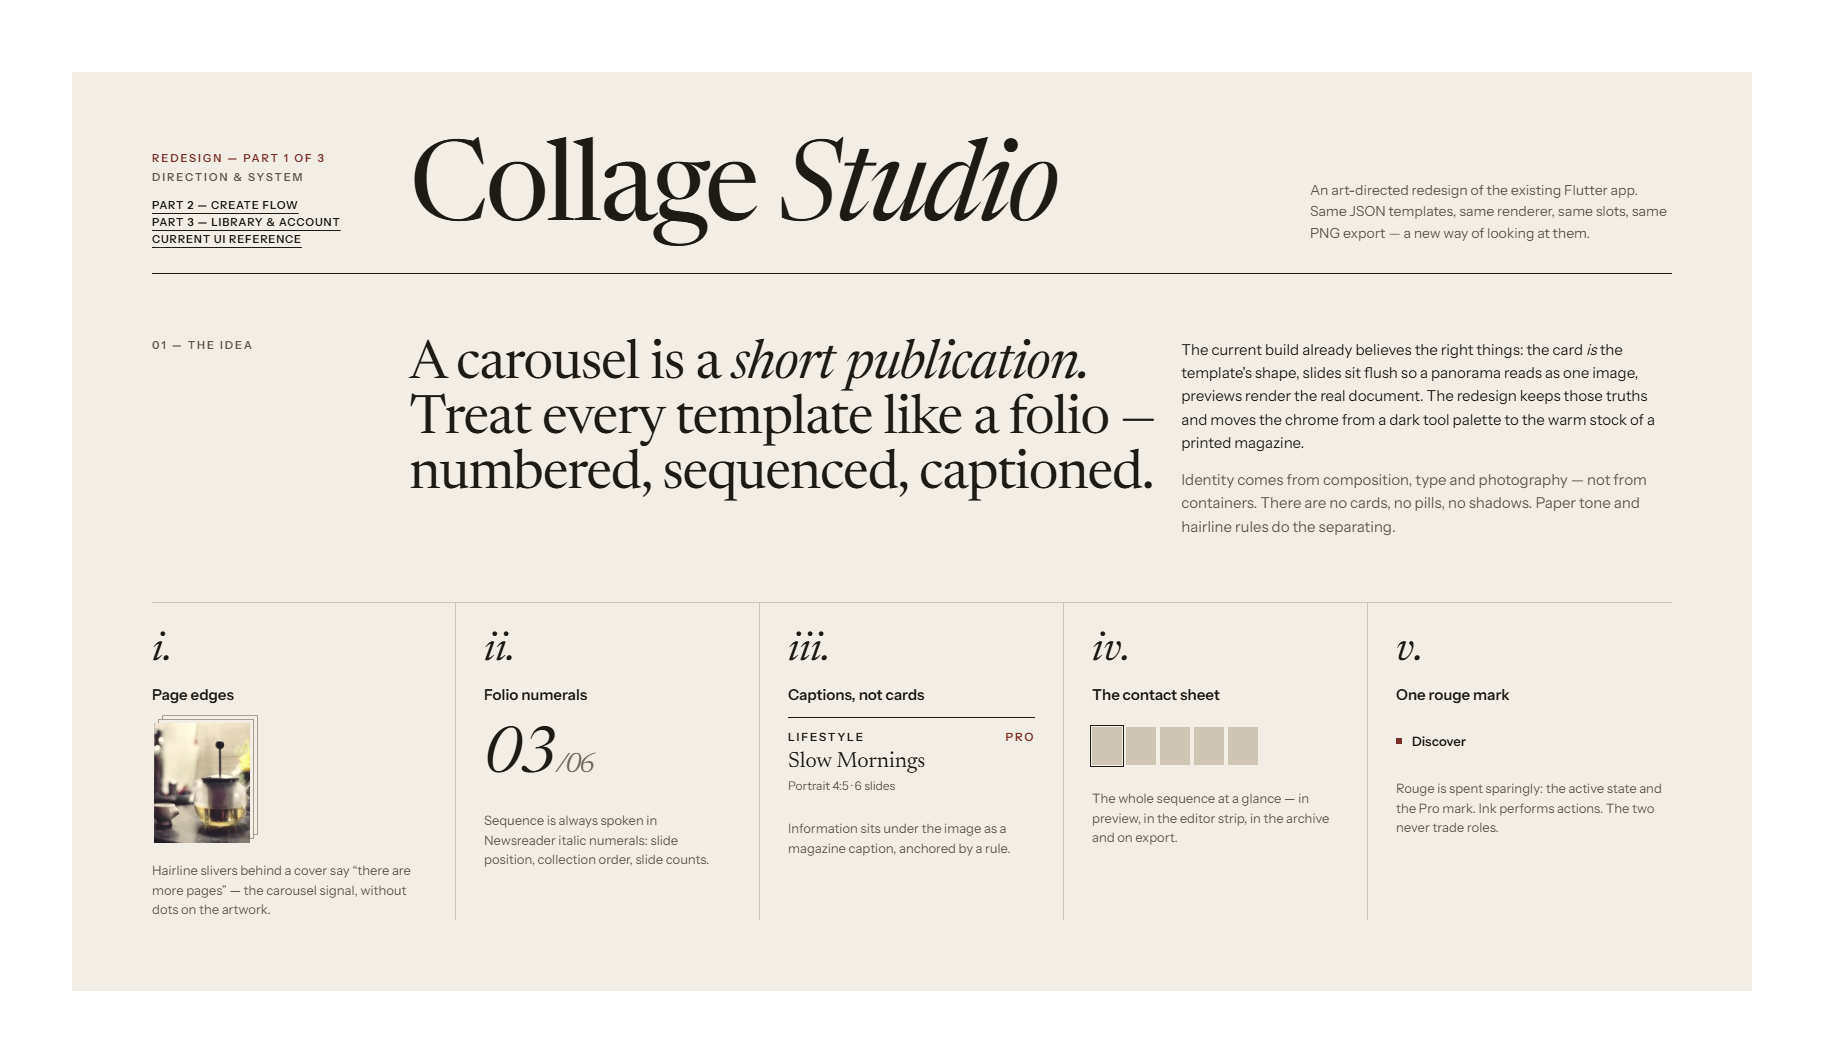 REDESIGN — PART 1 OF 3
DIRECTION & SYSTEM
PART 2 — CREATE FLOW
PART 3 — LIBRARY & ACCOUNT
CURRENT UI REFERENCE
Collage Studio
An art-directed redesign of the existing Flutter app.
Same JSON templates, same renderer, same slots, same
PNG export — a new way of looking at them.
01 — THE IDEA
A carousel is a short publication.
Treat every template like a folio —
numbered, sequenced, captioned.
The current build already believes the right things: the card is the
template's shape, slides sit flush so a panorama reads as one image,
previews render the real document. The redesign keeps those truths
and moves the chrome from a dark tool palette to the warm stock of a
printed magazine.
Identity comes from composition, type and photography — not from
containers. There are no cards, no pills, no shadows. Paper tone and
hairline rules do the separating.
i.
Page edges
Hairline slivers behind a cover say “there are
more pages” — the carousel signal, without
dots on the artwork.
ii.
Folio numerals
03/06
Sequence is always spoken in
Newsreader italic numerals: slide
position, collection order, slide counts.
iii.
Captions, not cards
LIFESTYLE PRO
Slow Mornings
Portrait 4:5 · 6 slides
Information sits under the image as a
magazine caption, anchored by a rule.
iv.
The contact sheet
The whole sequence at a glance — in
preview, in the editor strip, in the archive
and on export.
v.
One rouge mark
Discover
Rouge is spent sparingly: the active state and
the Pro mark. Ink performs actions. The two
never trade roles.